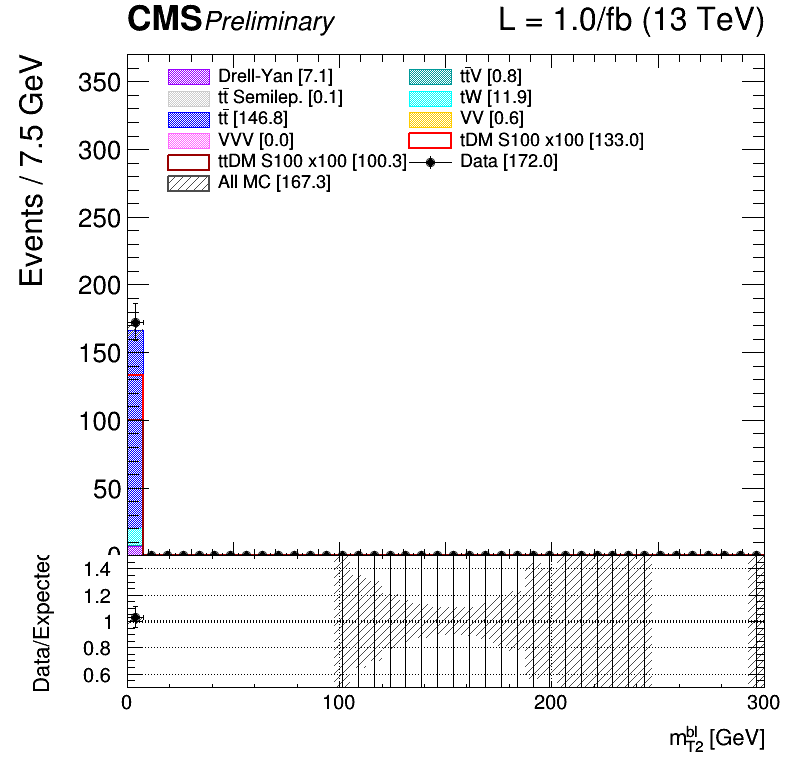 CMS Preliminary L = 1.0/fb (13 TeV)
Events / 7.5 GeV
350
300
250
200
150
100
50
0
Drell-Yan [7.1]
tt̄ Semilep. [0.1]
tt̄ [146.8]
VVV [0.0]
ttDM S100 x100 [100.3]
All MC [167.3]
tt̄V [0.8]
tW [11.9]
VV [0.6]
tDM S100 x100 [133.0]
Data [172.0]
Data/Expected
1.4
1.2
1
0.8
0.6
0 100 200 300
m_T2^bl [GeV]